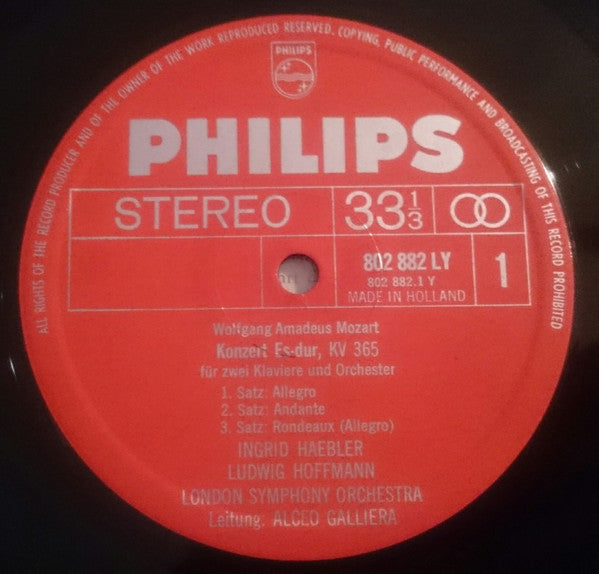 ALL RIGHTS OF THE RECORD PRODUCER AND OF THE OWNER OF THE WORK REPRODUCED RESERVED. COPYING, PUBLIC PERFORMANCE AND BROADCASTING OF THIS RECORD PROHIBITED
PHILIPS
PHILIPS
STEREO 33 1/3
802 882 LY
802 882.1 Y
MADE IN HOLLAND
1
Wolfgang Amadeus Mozart
Konzert Es-dur, KV 365
für zwei Klaviere und Orchester
1. Satz: Allegro
2. Satz: Andante
3. Satz: Rondeaux (Allegro)
INGRID HAEBLER
LUDWIG HOFFMANN
LONDON SYMPHONY ORCHESTRA
Leitung: ALCEO GALLIERA